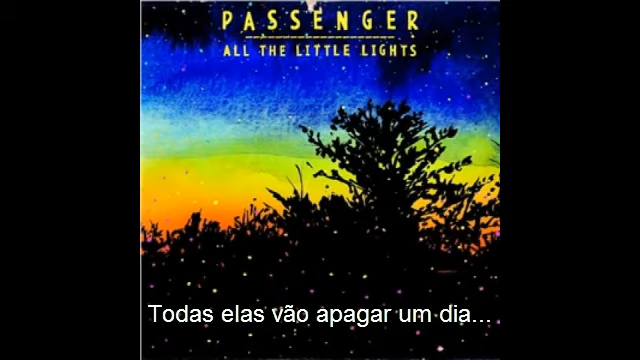 PASSENGER
ALL THE LITTLE LIGHTS
Todas elas vão apagar um dia...